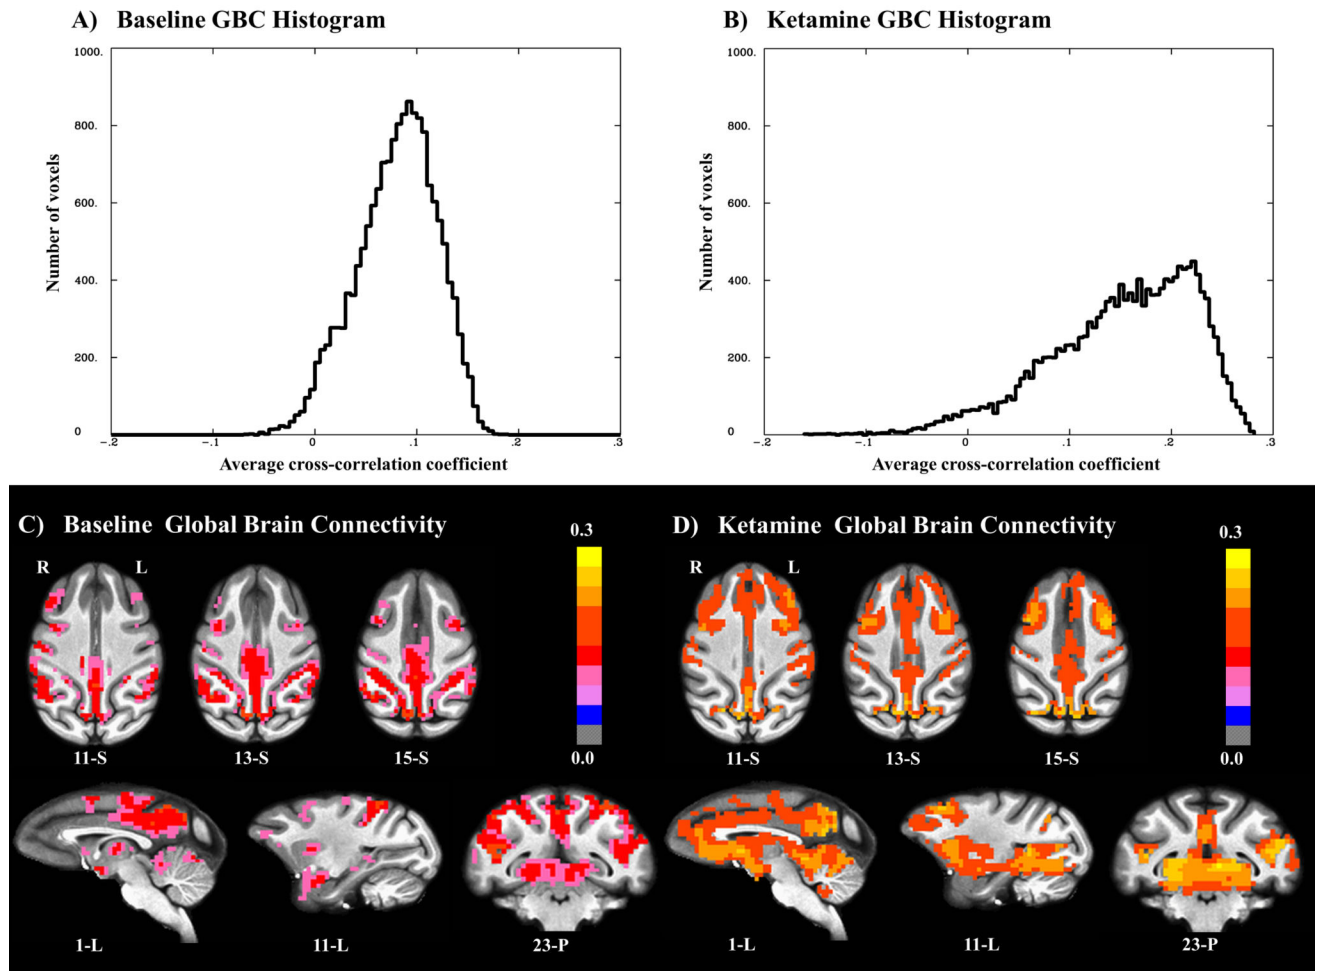 A) Baseline GBC Histogram
1000.
800.
600.
400.
800.
0
-.2
-.1
0
.1
.2
.3
Number of voxels
Average cross-correlation coefficient
B) Ketamine GBC Histogram
1000.
800.
600.
400.
200.
0
-.2
-.1
0
.1
.2
.3
Number of voxels
Average cross-correlation coefficient
C) Baseline Global Brain Connectivity
0.3
R
L
11-S
13-S
15-S
0.0
1-L
11-L
23-P
D) Ketamine Global Brain Connectivity
0.3
R
L
11-S
13-S
15-S
0.0
1-L
11-L
23-P